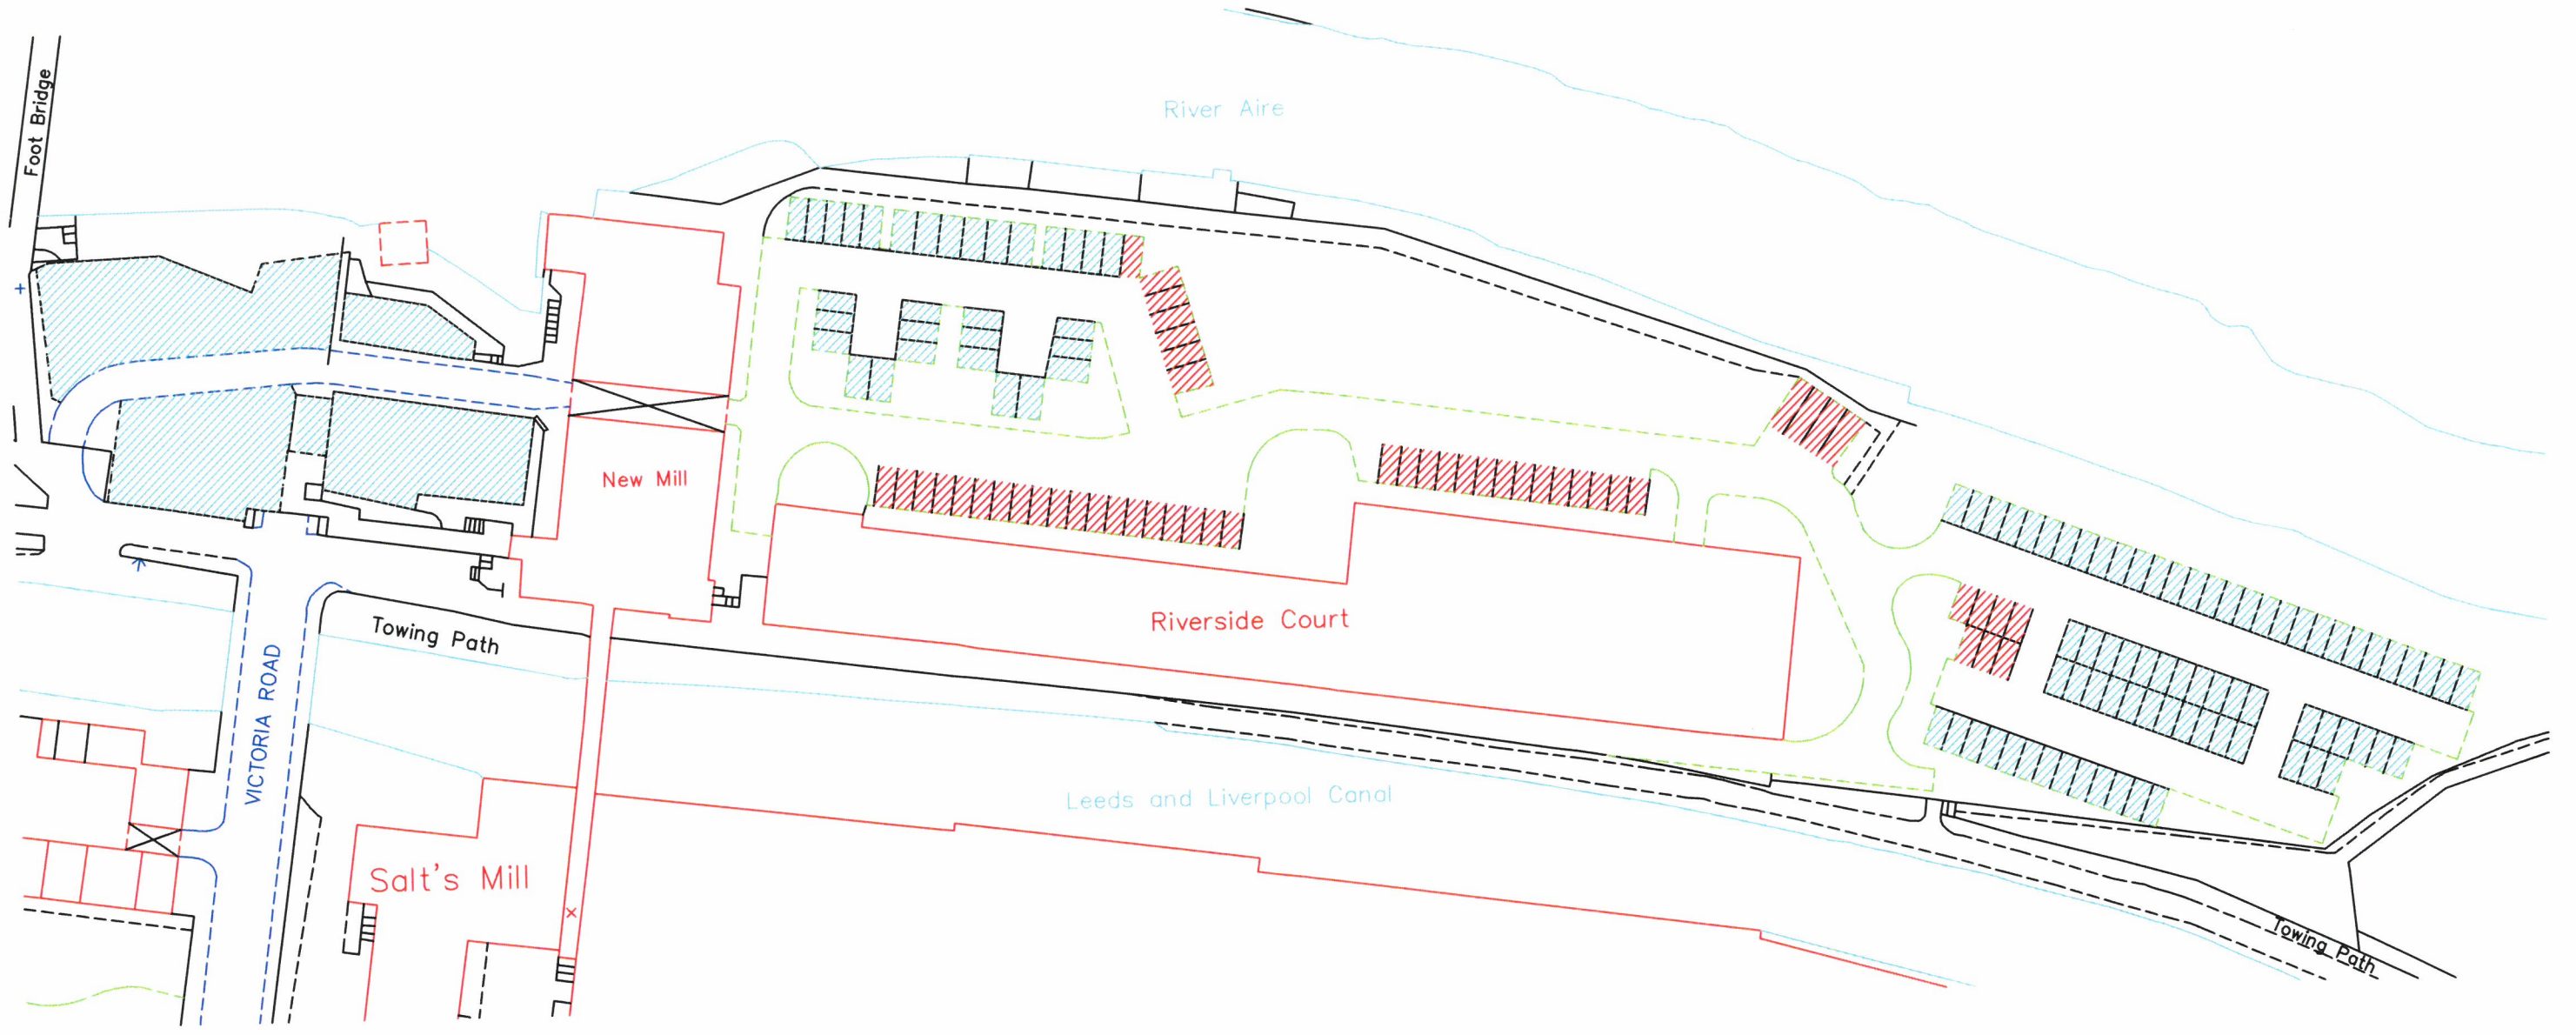 Foot Bridge
River Aire
New Mill
Riverside Court
Towing Path
VICTORIA ROAD
Leeds and Liverpool Canal
Salt's Mill
Towing Path